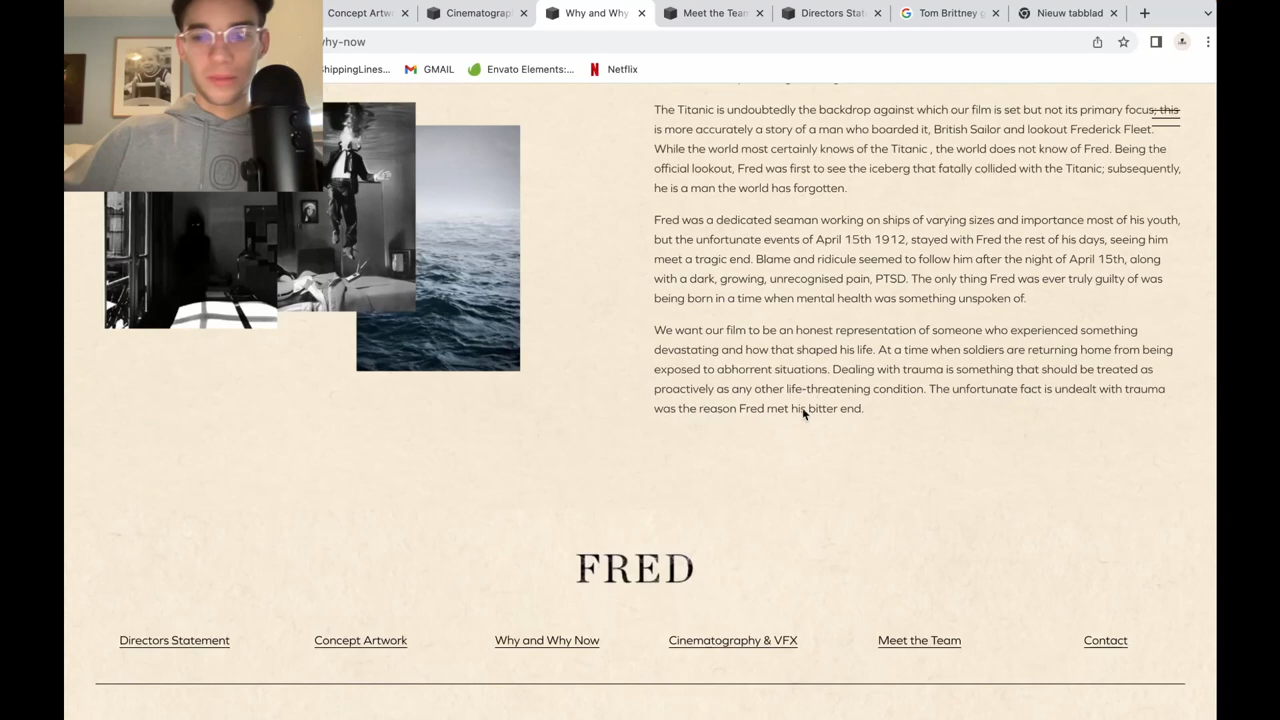 Concept Artw
Cinematograp
Why and Why
Meet the Team
Directors Stat
Tom Brittney g
Nieuw tabblad
hy-now
ShippingLines...
GMAIL
Envato Elements:...
Netflix
The Titanic is undoubtedly the backdrop against which our film is set but not its primary focus; this
is more accurately a story of a man who boarded it, British Sailor and lookout Frederick Fleet.
While the world most certainly knows of the Titanic , the world does not know of Fred. Being the
official lookout, Fred was first to see the iceberg that fatally collided with the Titanic; subsequently,
he is a man the world has forgotten.
Fred was a dedicated seaman working on ships of varying sizes and importance most of his youth,
but the unfortunate events of April 15th 1912, stayed with Fred the rest of his days, seeing him
meet a tragic end. Blame and ridicule seemed to follow him after the night of April 15th, along
with a dark, growing, unrecognised pain, PTSD. The only thing Fred was ever truly guilty of was
being born in a time when mental health was something unspoken of.
We want our film to be an honest representation of someone who experienced something
devastating and how that shaped his life. At a time when soldiers are returning home from being
exposed to abhorrent situations. Dealing with trauma is something that should be treated as
proactively as any other life-threatening condition. The unfortunate fact is undealt with trauma
was the reason Fred met his bitter end.
FRED
Directors Statement
Concept Artwork
Why and Why Now
Cinematography & VFX
Meet the Team
Contact